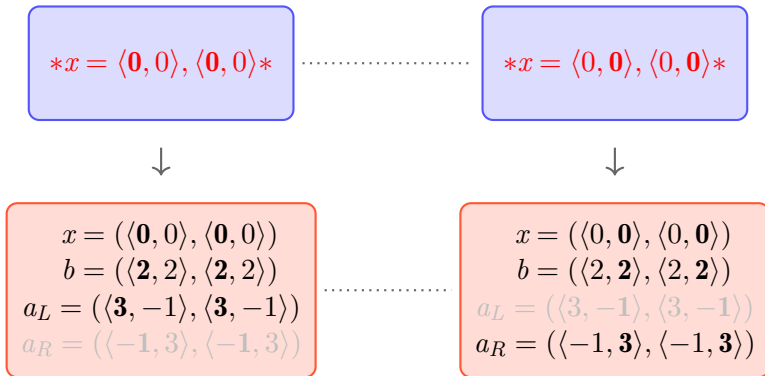 ∗x = ⟨𝟎, 0⟩, ⟨𝟎, 0⟩∗
∗x = ⟨0, 𝟎⟩, ⟨0, 𝟎⟩∗
↓
↓
x = (⟨𝟎, 0⟩, ⟨𝟎, 0⟩)
b = (⟨𝟐, 2⟩, ⟨𝟐, 2⟩)
a_L = (⟨𝟑, −1⟩, ⟨𝟑, −1⟩)
a_R = (⟨−𝟏, 3⟩, ⟨−𝟏, 3⟩)
x = (⟨0, 𝟎⟩, ⟨0, 𝟎⟩)
b = (⟨2, 𝟐⟩, ⟨2, 𝟐⟩)
a_L = (⟨3, −𝟏⟩, ⟨3, −𝟏⟩)
a_R = (⟨−1, 𝟑⟩, ⟨−1, 𝟑⟩)